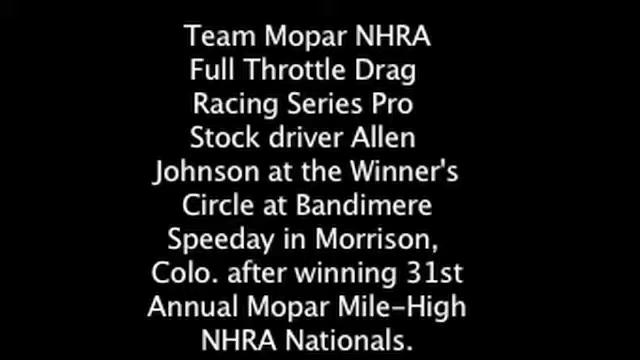 Team Mopar NHRA
Full Throttle Drag
Racing Series Pro
Stock driver Allen
Johnson at the Winner's
Circle at Bandimere
Speeday in Morrison,
Colo. after winning 31st
Annual Mopar Mile-High
NHRA Nationals.